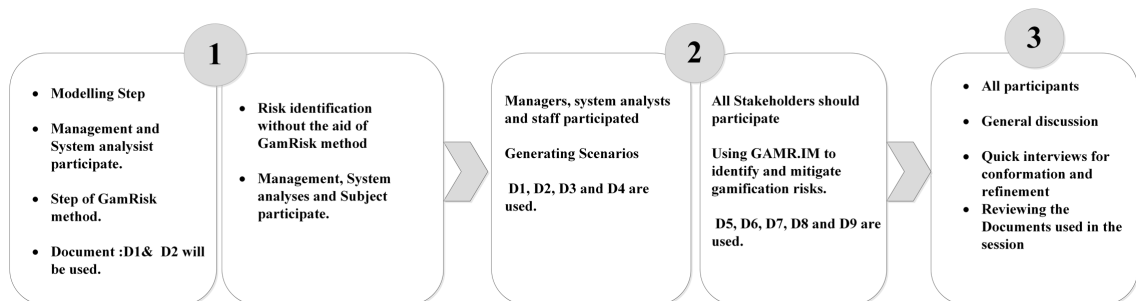 1
• Modelling Step
• Management and
System analysist
participate.
• Step of GamRisk
method.
• Document :D1& D2 will
be used.
• Risk identification
without the aid of
GamRisk method
• Management, System
analyses and Subject
participate.
2
Managers, system analysts
and staff participated
Generating Scenarios
D1, D2, D3 and D4 are
used.
All Stakeholders should
participate
Using GAMR.IM to
identify and mitigate
gamification risks.
D5, D6, D7, D8 and D9 are
used.
3
• All participants
• General discussion
• Quick interviews for
conformation and
refinement
• Reviewing the
Documents used in the
session